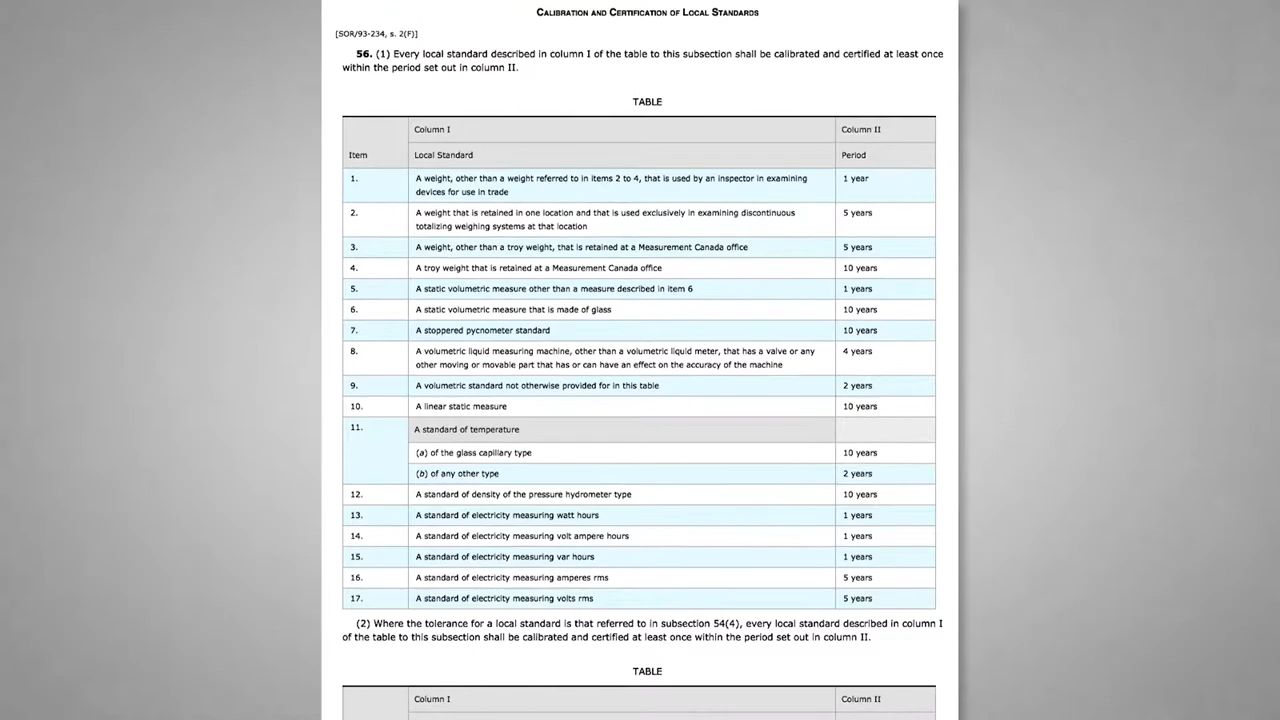 CALIBRATION AND CERTIFICATION OF LOCAL STANDARDS
[SOR/93-234, s. 2(F)]
56. (1) Every local standard described in column I of the table to this subsection shall be calibrated and certified at least once
within the period set out in column II.
TABLE
Column I Column II
Item Local Standard Period
1. A weight, other than a weight referred to in items 2 to 4, that is used by an inspector in examining 1 year
devices for use in trade
2. A weight that is retained in one location and that is used exclusively in examining discontinuous 5 years
totalizing weighing systems at that location
3. A weight, other than a troy weight, that is retained at a Measurement Canada office 5 years
4. A troy weight that is retained at a Measurement Canada office 10 years
5. A static volumetric measure other than a measure described in item 6 1 years
6. A static volumetric measure that is made of glass 10 years
7. A stoppered pycnometer standard 10 years
8. A volumetric liquid measuring machine, other than a volumetric liquid meter, that has a valve or any 4 years
other moving or movable part that has or can have an effect on the accuracy of the machine
9. A volumetric standard not otherwise provided for in this table 2 years
10. A linear static measure 10 years
11. A standard of temperature
(a) of the glass capillary type 10 years
(b) of any other type 2 years
12. A standard of density of the pressure hydrometer type 10 years
13. A standard of electricity measuring watt hours 1 years
14. A standard of electricity measuring volt ampere hours 1 years
15. A standard of electricity measuring var hours 1 years
16. A standard of electricity measuring amperes rms 5 years
17. A standard of electricity measuring volts rms 5 years
(2) Where the tolerance for a local standard is that referred to in subsection 54(4), every local standard described in column I
of the table to this subsection shall be calibrated and certified at least once within the period set out in column II.
TABLE
Column I Column II